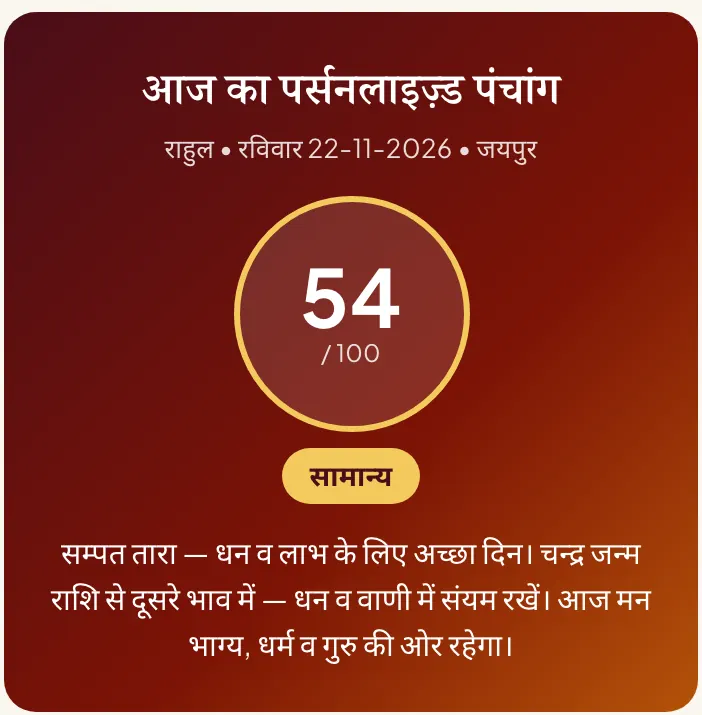 आज का पर्सनलाइज़्ड पंचांग
राहुल • रविवार 22-11-2026 • जयपुर
54
/ 100
सामान्य
सम्पत तारा — धन व लाभ के लिए अच्छा दिन। चन्द्र जन्म
राशि से दूसरे भाव में — धन व वाणी में संयम रखें। आज मन
भाग्य, धर्म व गुरु की ओर रहेगा।